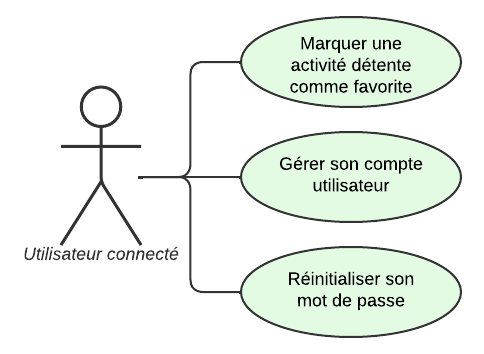 Marquer une
activité détente
comme favorite
Gérer son compte
utilisateur
Utilisateur connecté
Réinitialiser son
mot de passe